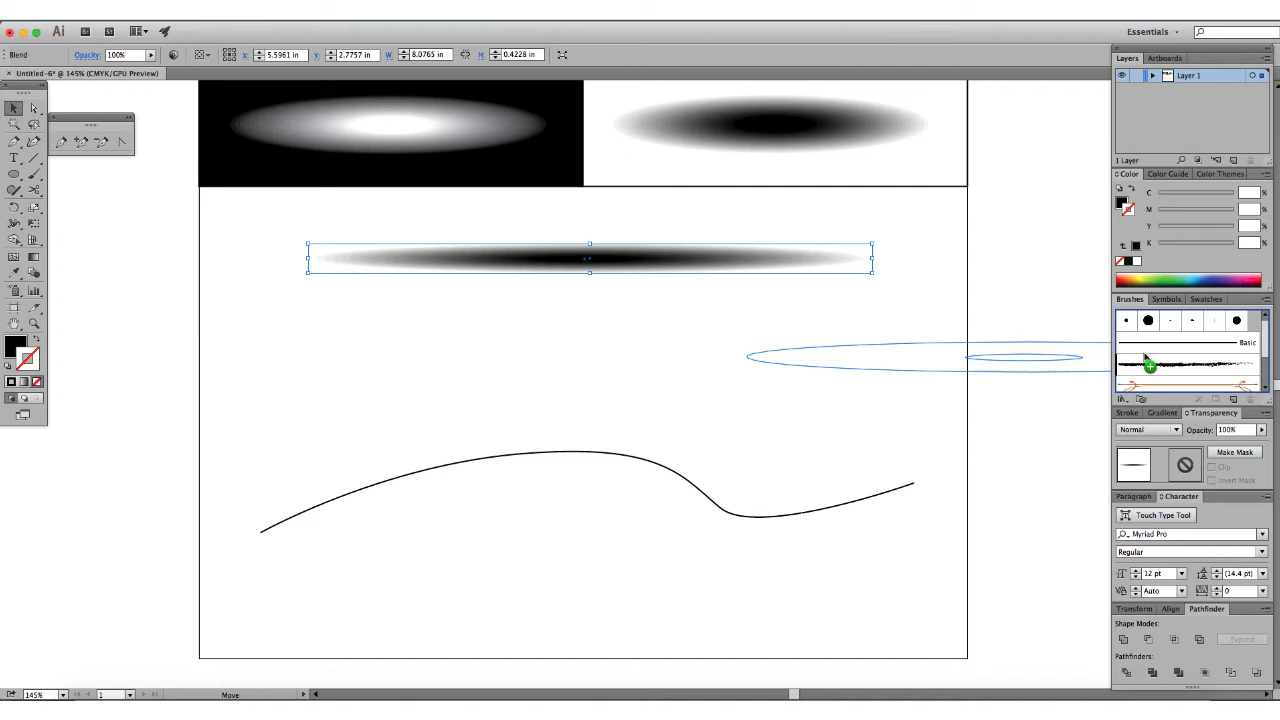 Ai Br St Essentials
Blend Opacity: 100% X: 5.5961 in Y: 2.7757 in W: 8.0765 in H: 0.4228 in
× Untitled-6* @ 145% (CMYK/GPU Preview)
Layers Artboards
Layer 1
1 Layer
Color Color Guide Color Themes
C %
M %
Y %
K %
Brushes Symbols Swatches
Basic
Stroke Gradient Transparency
Normal Opacity: 100%
Make Mask
Clip
Invert Mask
Paragraph Character
Touch Type Tool
Myriad Pro
Regular
12 pt (14.4 pt)
Auto 0
Transform Align Pathfinder
Shape Modes:
Expand
Pathfinders:
145% 1 Move